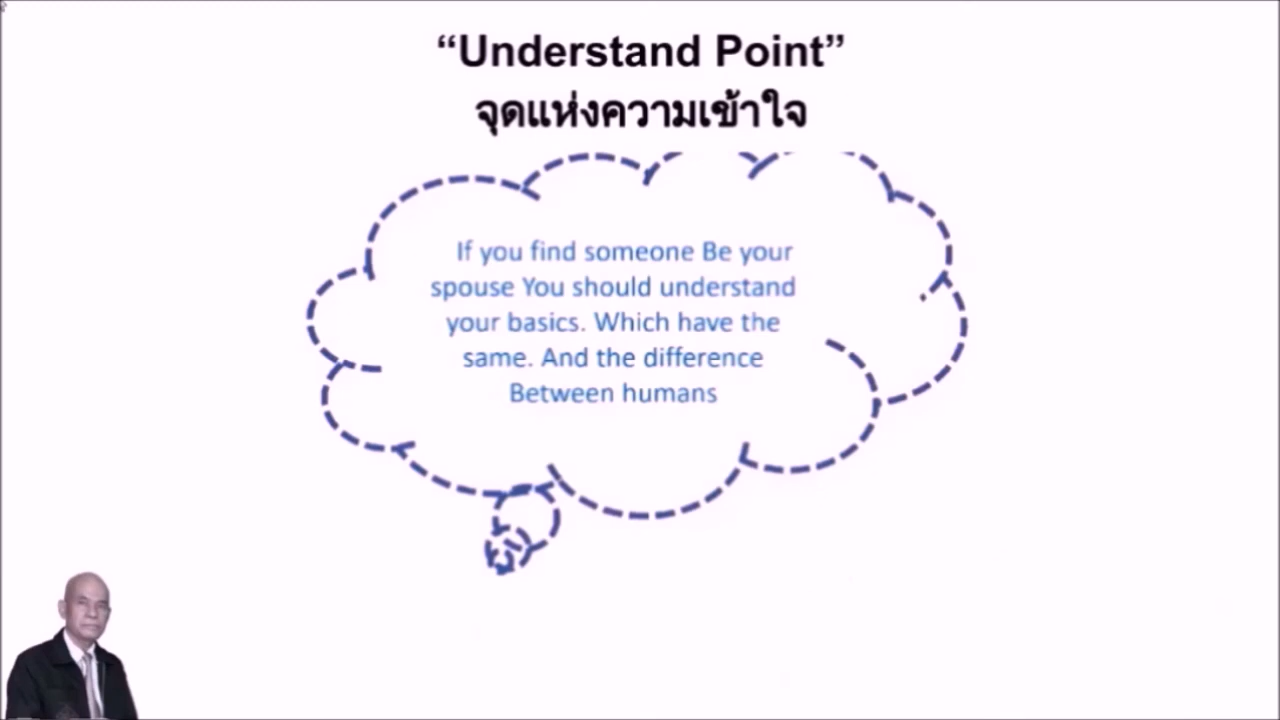 “Understand Point”
จุดแห่งความเข้าใจ
If you find someone Be your
spouse You should understand
your basics. Which have the
same. And the difference
Between humans